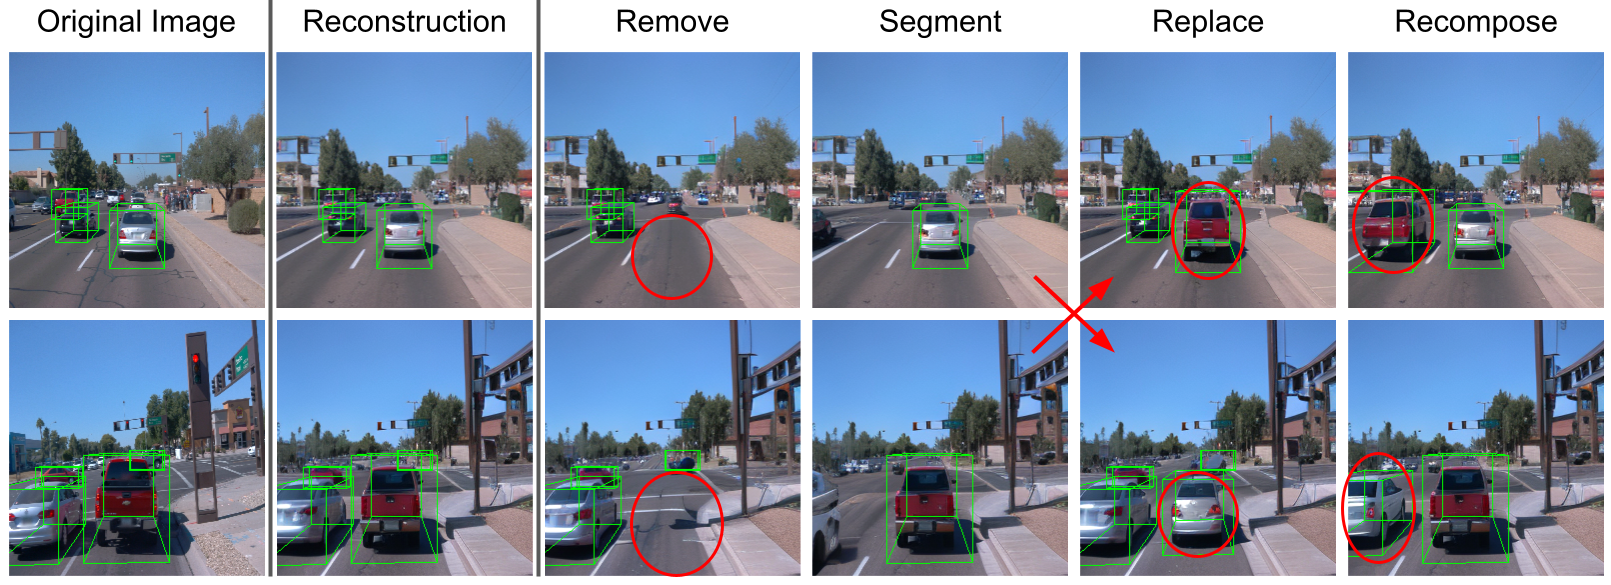 Original Image
Reconstruction
Remove
Segment
Replace
Recompose